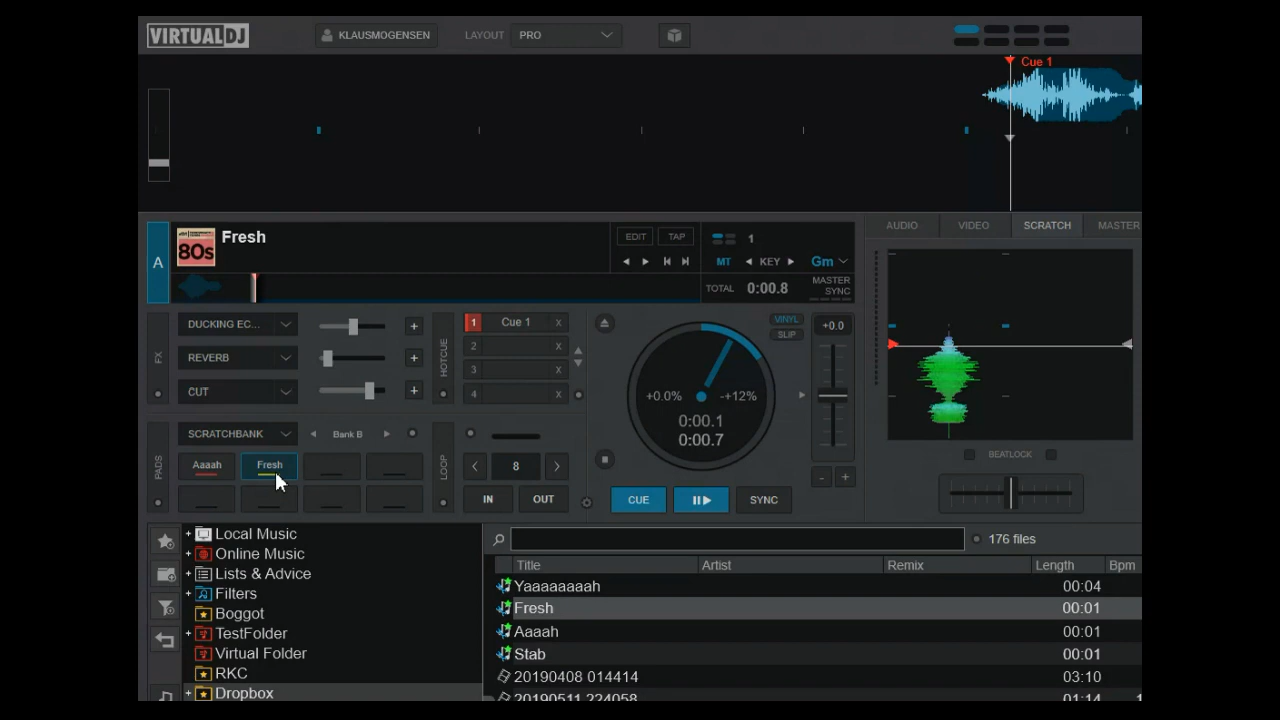 VIRTUALDJ
KLAUSMOGENSEN
LAYOUT
PRO
Cue 1
A
80s
Fresh
EDIT
TAP
1
MT
KEY
Gm
TOTAL
0:00.8
MASTER
SYNC
AUDIO
VIDEO
SCRATCH
MASTER
FX
DUCKING EC...
+
REVERB
+
CUT
+
HOTCUE
1 Cue 1 x
2 x
3 x
4 x
VINYL
SLIP
+0.0
+0.0%
-+12%
0:00.1
0:00.7
PADS
SCRATCHBANK
Bank B
Aaaah
Fresh
LOOP
8
IN
OUT
CUE
SYNC
-
+
BEATLOCK
+ Local Music
+ Online Music
+ Lists & Advice
+ Filters
Boggot
+ TestFolder
Virtual Folder
RKC
+ Dropbox
176 files
Title Artist Remix Length Bpm
Yaaaaaaaah 00:04
Fresh 00:01
Aaaah 00:01
Stab 00:01
20190408 014414 03:10
20190511 224058 01:14 1